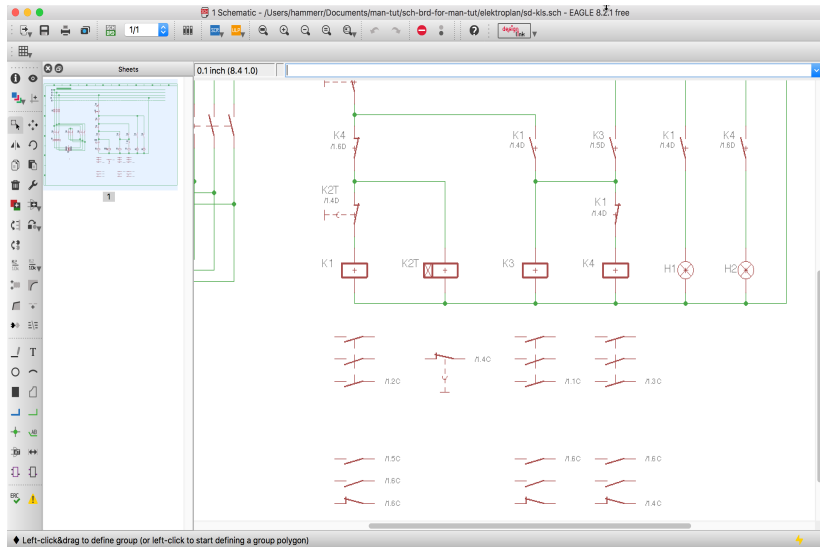 1 Schematic - /Users/hammerr/Documents/man-tut/sch-brd-for-man-tut/elektroplan/sd-kls.sch - EAGLE 8.2.1 free
1/1
design link
Sheets
0.1 inch (8.4 1.0)
1
K4
/1.6D
K1
/1.4D
K3
/1.5D
K1
/1.4D
K4
/1.6D
K2T
/1.4D
K1
/1.4D
K1
K2T
K3
K4
H1
H2
/1.4C
/1.2C
/1.1C
/1.3C
/1.5C
/1.6C
/1.6C
/1.6C
/1.6C
/1.4C
T
ERC
Left-click&drag to define group (or left-click to start defining a group polygon)